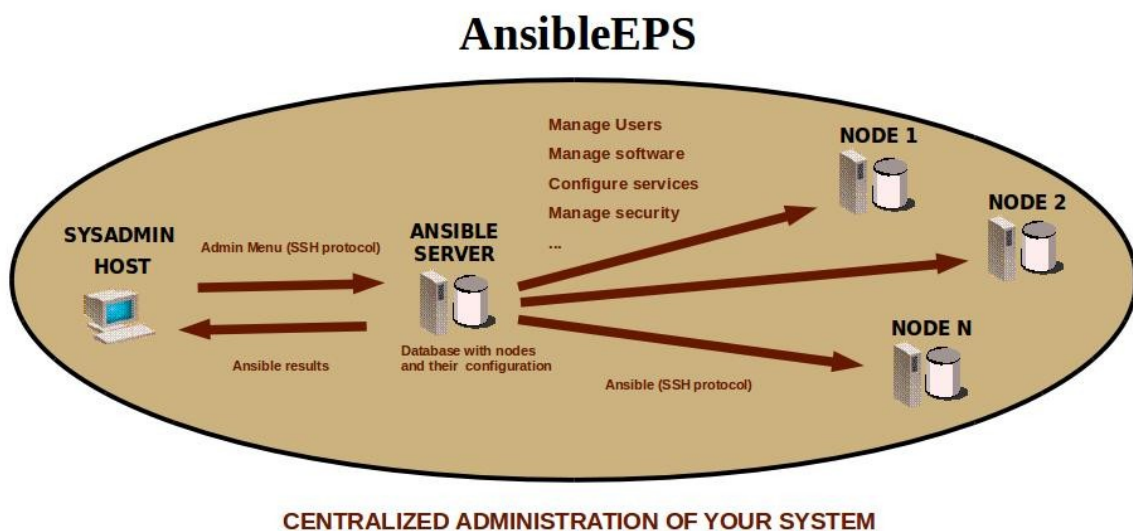 AnsibleEPS
Manage Users
Manage software
Configure services
Manage security
...
NODE 1
NODE 2
SYSADMIN
HOST
Admin Menu (SSH protocol)
ANSIBLE
SERVER
NODE N
Ansible results
Database with nodes
and their configuration
Ansible (SSH protocol)
CENTRALIZED ADMINISTRATION OF YOUR SYSTEM